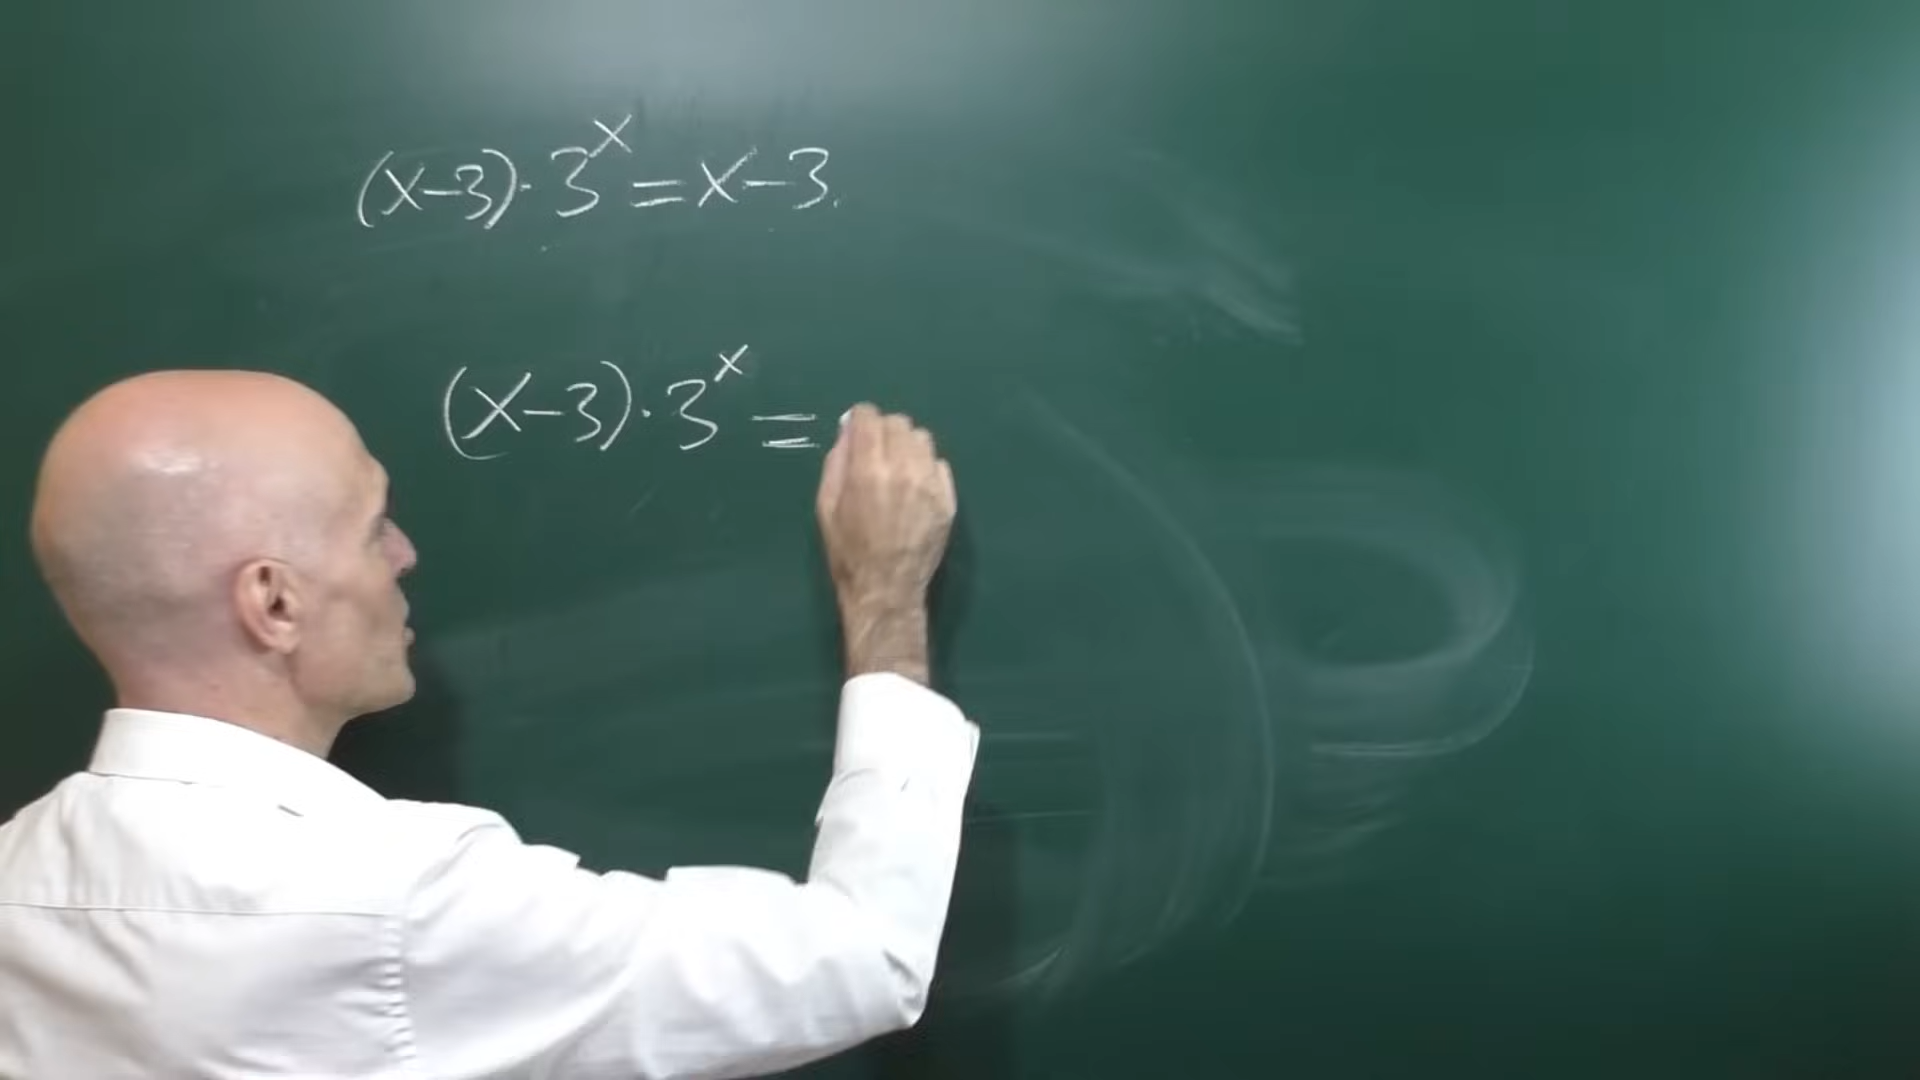 (x-3)·3^x = x-3.
(x-3)·3^x =